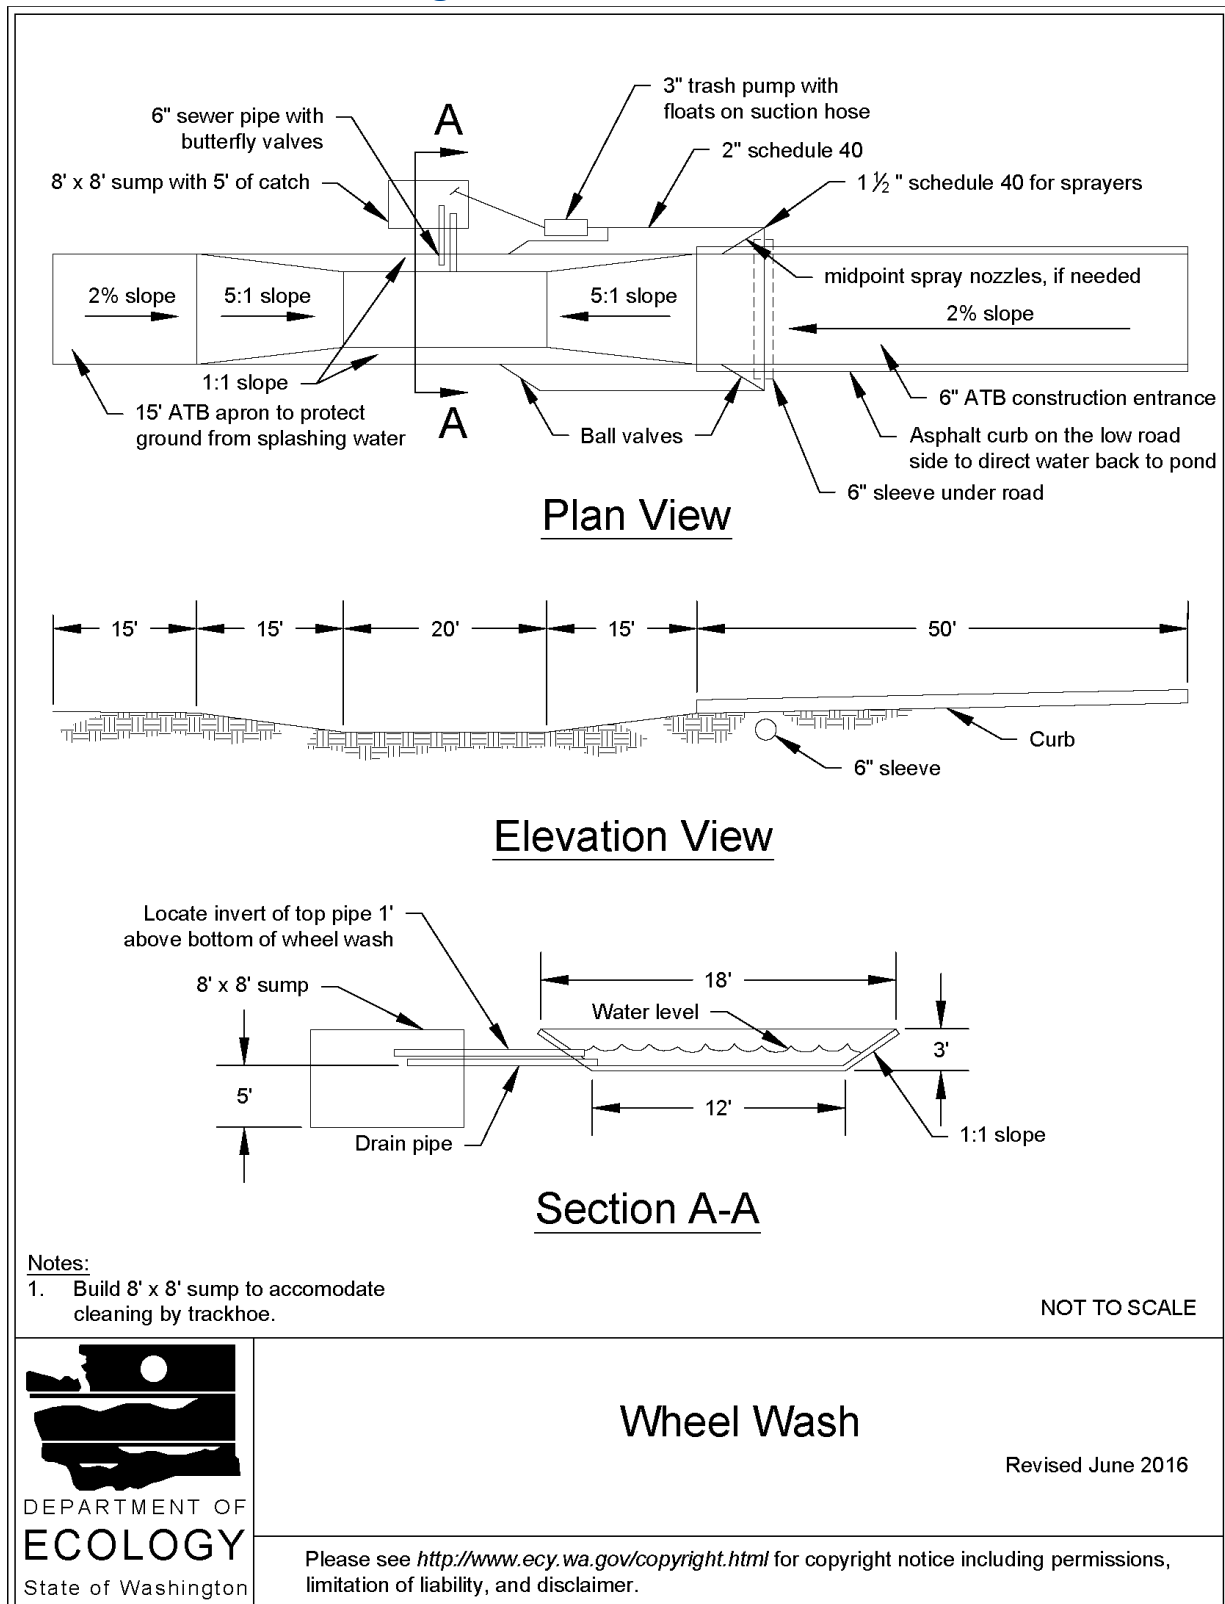 3" trash pump with
floats on suction hose
6" sewer pipe with
butterfly valves
A
2" schedule 40
8' x 8' sump with 5' of catch
1 ½ " schedule 40 for sprayers
midpoint spray nozzles, if needed
2% slope
5:1 slope
5:1 slope
2% slope
1:1 slope
15' ATB apron to protect
ground from splashing water
A
Ball valves
6" ATB construction entrance
Asphalt curb on the low road
side to direct water back to pond
6" sleeve under road
Plan View
15'
15'
20'
15'
50'
Curb
6" sleeve
Elevation View
Locate invert of top pipe 1'
above bottom of wheel wash
8' x 8' sump
18'
Water level
3'
5'
12'
Drain pipe
1:1 slope
Section A-A
Notes:
1. Build 8' x 8' sump to accomodate
cleaning by trackhoe.
NOT TO SCALE
DEPARTMENT OF
ECOLOGY
State of Washington
Wheel Wash
Revised June 2016
Please see http://www.ecy.wa.gov/copyright.html for copyright notice including permissions,
limitation of liability, and disclaimer.